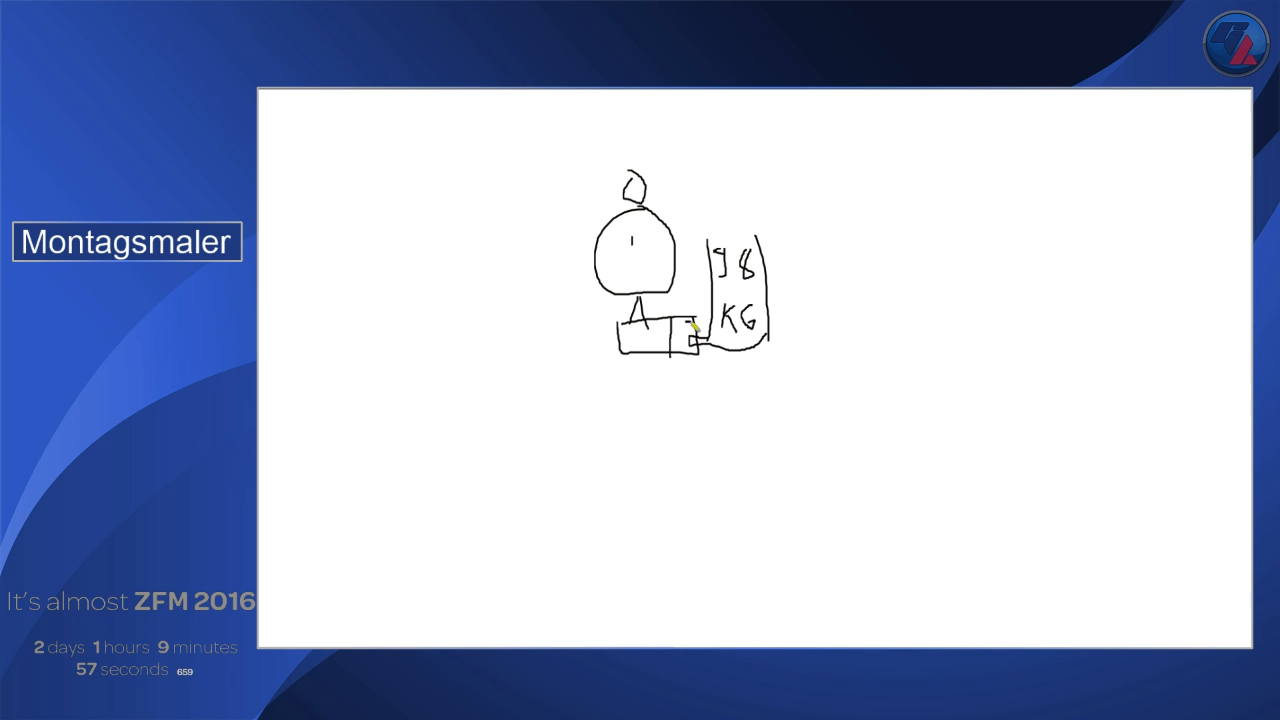 Montagsmaler
98
KG
It's almost ZFM 2016
2 days 1 hours 9 minutes
57 seconds 659